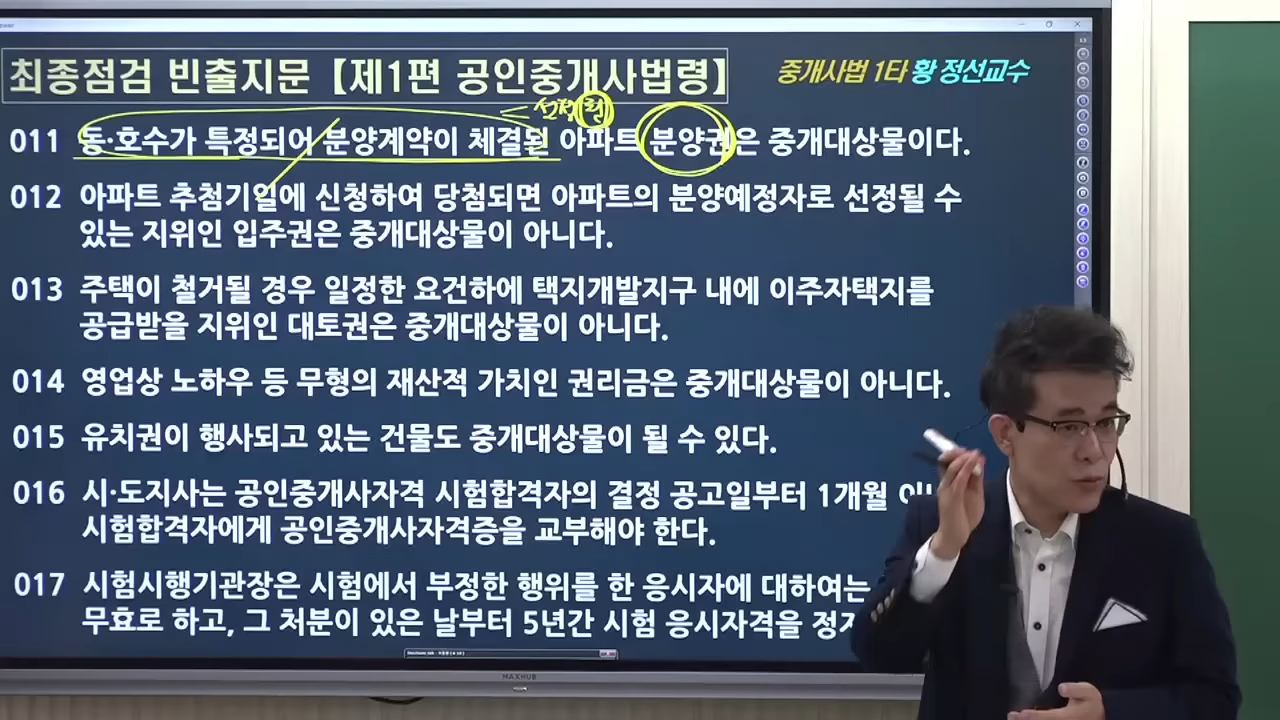 최종점검 빈출지문 【제1편 공인중개사법령】
중개사법 1타 황 정선교수
011 동·호수가 특정되어 분양계약이 체결된 아파트 분양권은 중개대상물이다.
012 아파트 추첨기일에 신청하여 당첨되면 아파트의 분양예정자로 선정될 수
있는 지위인 입주권은 중개대상물이 아니다.
013 주택이 철거될 경우 일정한 요건하에 택지개발지구 내에 이주자택지를
공급받을 지위인 대토권은 중개대상물이 아니다.
014 영업상 노하우 등 무형의 재산적 가치인 권리금은 중개대상물이 아니다.
015 유치권이 행사되고 있는 건물도 중개대상물이 될 수 있다.
016 시·도지사는 공인중개사자격 시험합격자의 결정 공고일부터 1개월
시험합격자에게 공인중개사자격증을 교부해야 한다.
017 시험시행기관장은 시험에서 부정한 행위를 한 응시자에 대하여는
무효로 하고, 그 처분이 있은 날부터 5년간 시험 응시자격을
MAXHUB